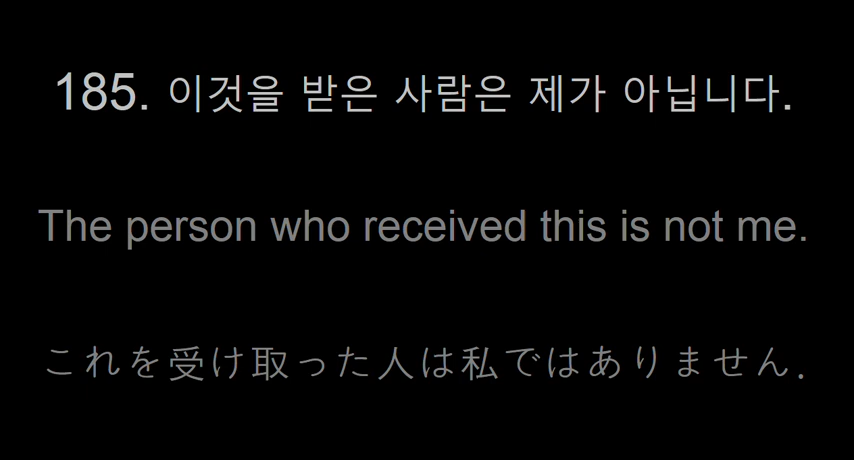 185. 이것을 받은 사람은 제가 아닙니다.
The person who received this is not me.
これを受け取った人は私ではありません.